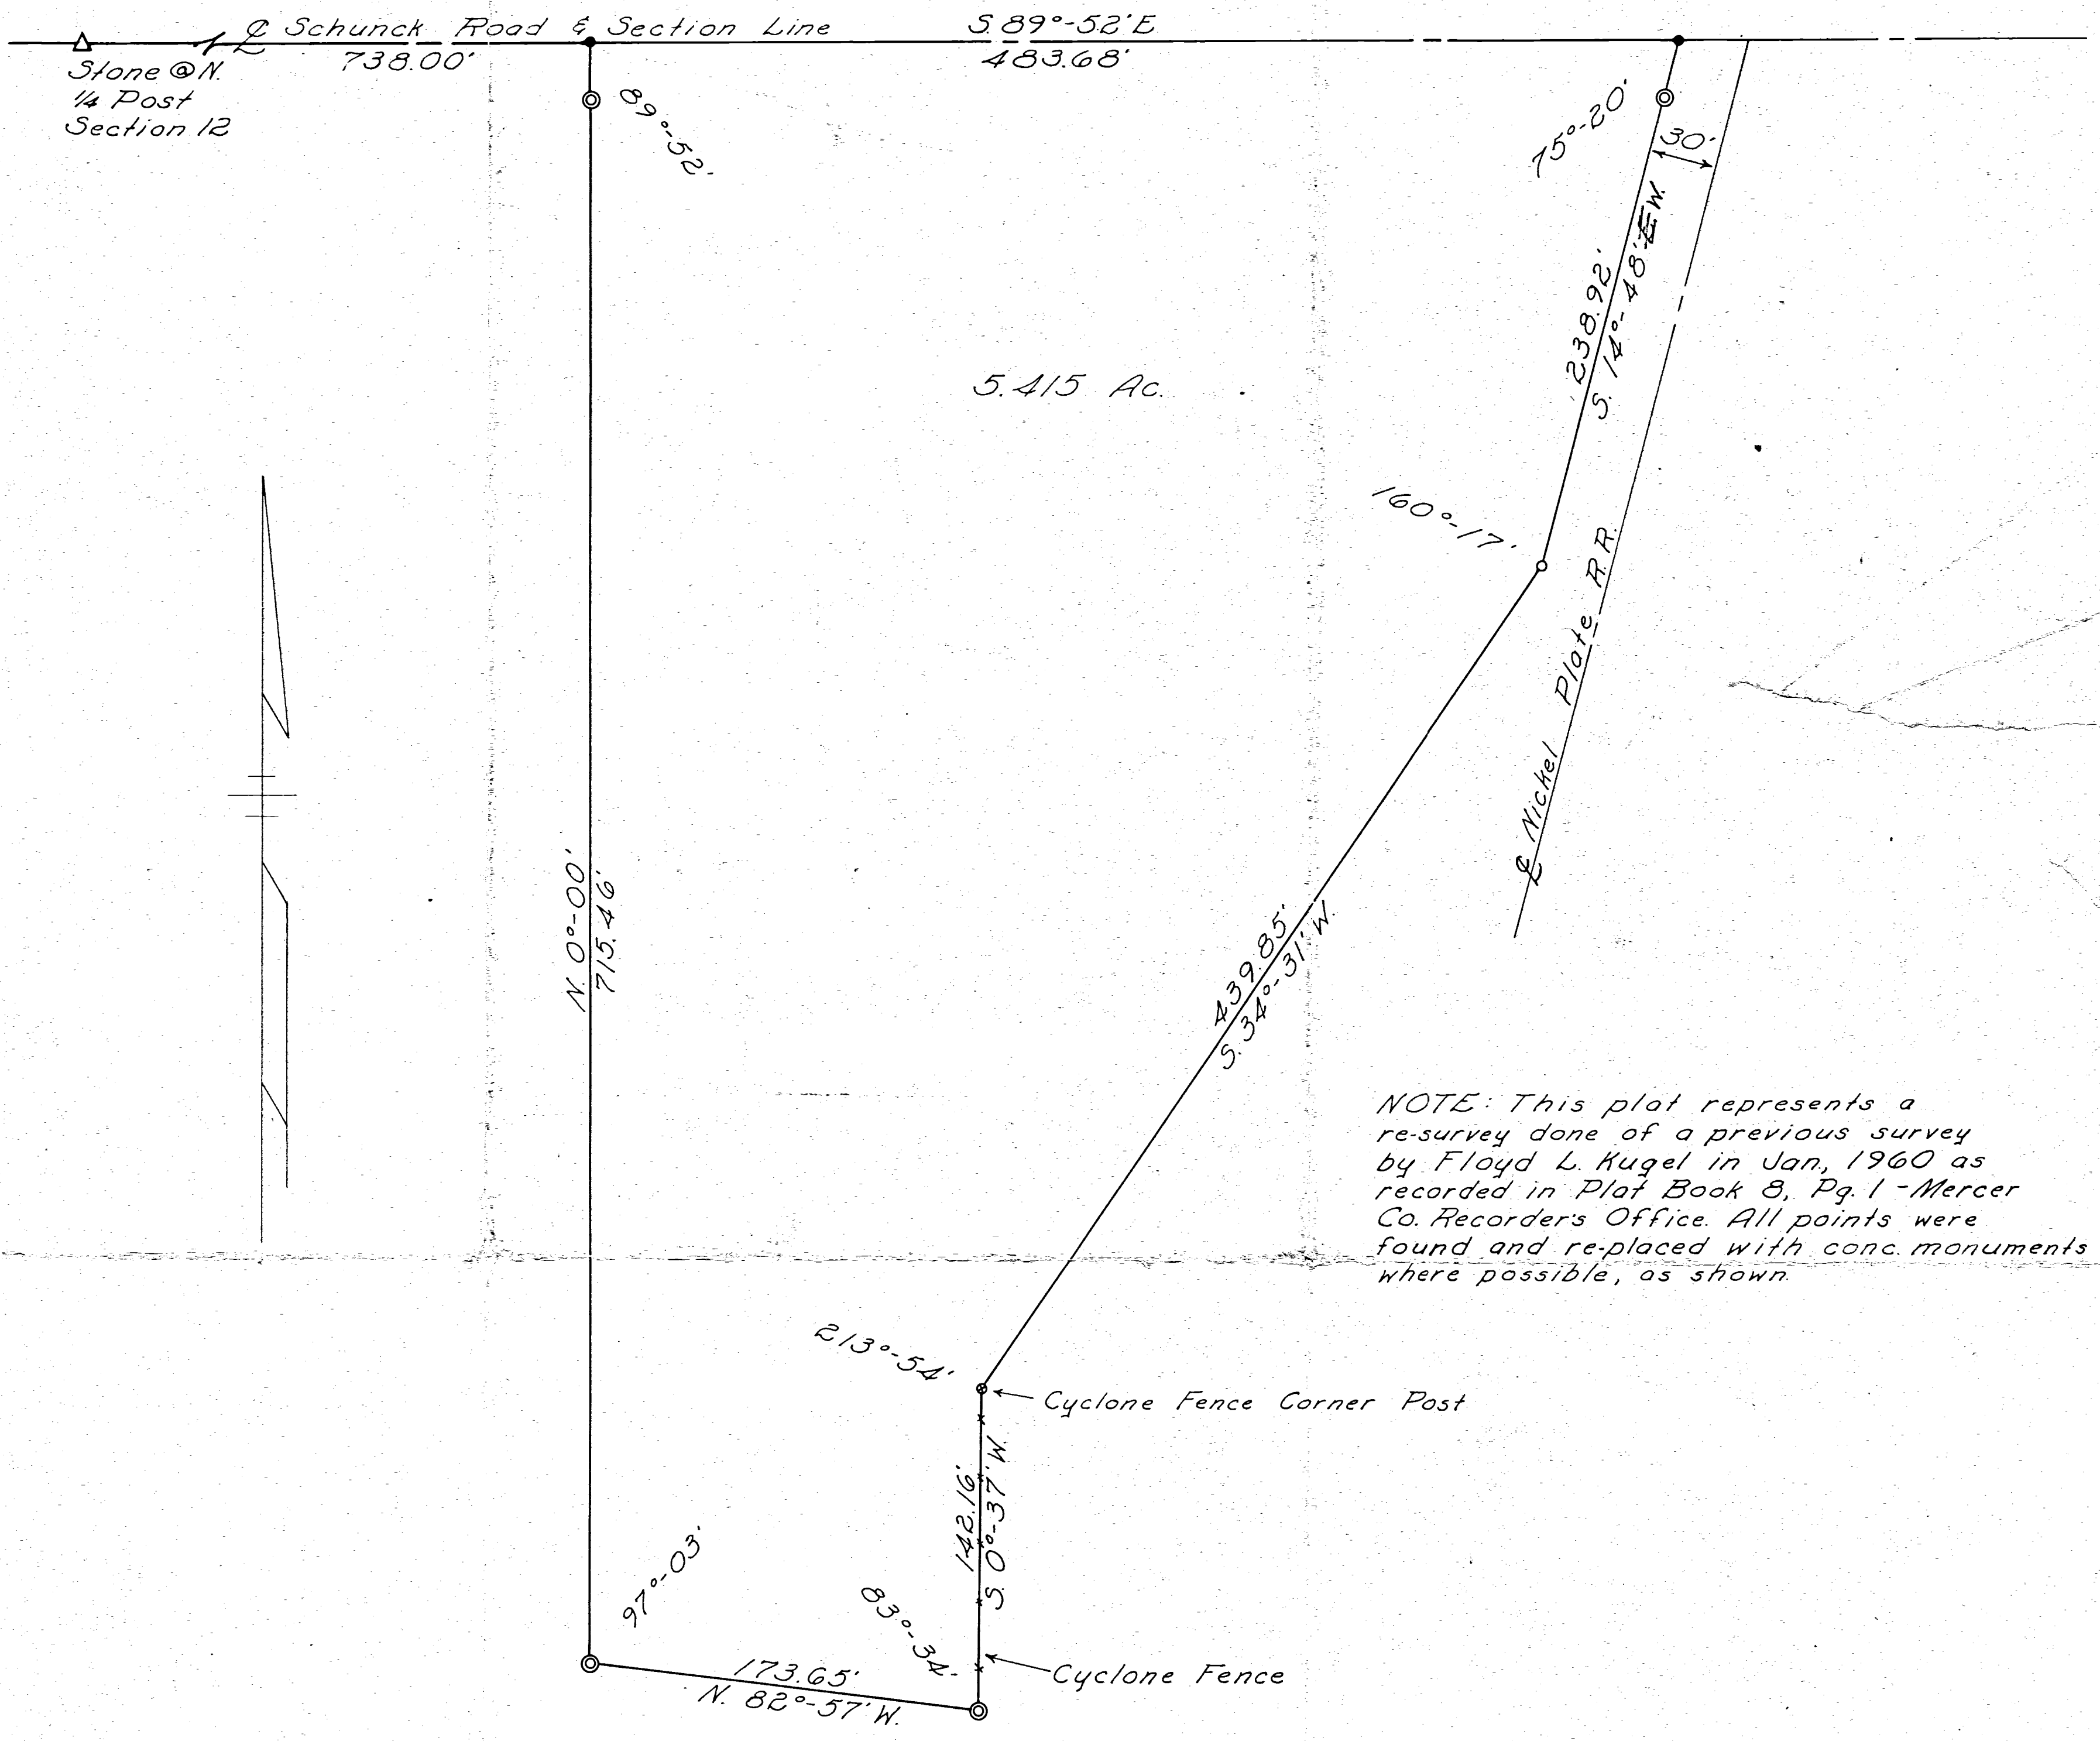 ℄ Schunck Road & Section Line
S. 89°-52' E
738.00'
483.68'
Stone @ N.
1/4 Post
Section 12
89°-52'
75°-20'
30'
238.92'
S. 14°-48' E W.
5.415 Ac.
160°-17'
℄ Nickel Plate R.R.
N. 0°-00'
715.46'
439.85'
S. 34°-31' W.
NOTE: This plat represents a
re-survey done of a previous survey
by Floyd L. Kugel in Jan., 1960 as
recorded in Plat Book 8, Pg. 1 - Mercer
Co. Recorder's Office. All points were
found and re-placed with conc. monuments
where possible, as shown.
213°-54'
Cyclone Fence Corner Post
142.16'
S. 0°-37' W.
97°-03'
83°-34'
Cyclone Fence
173.65'
N. 82°-57' W.